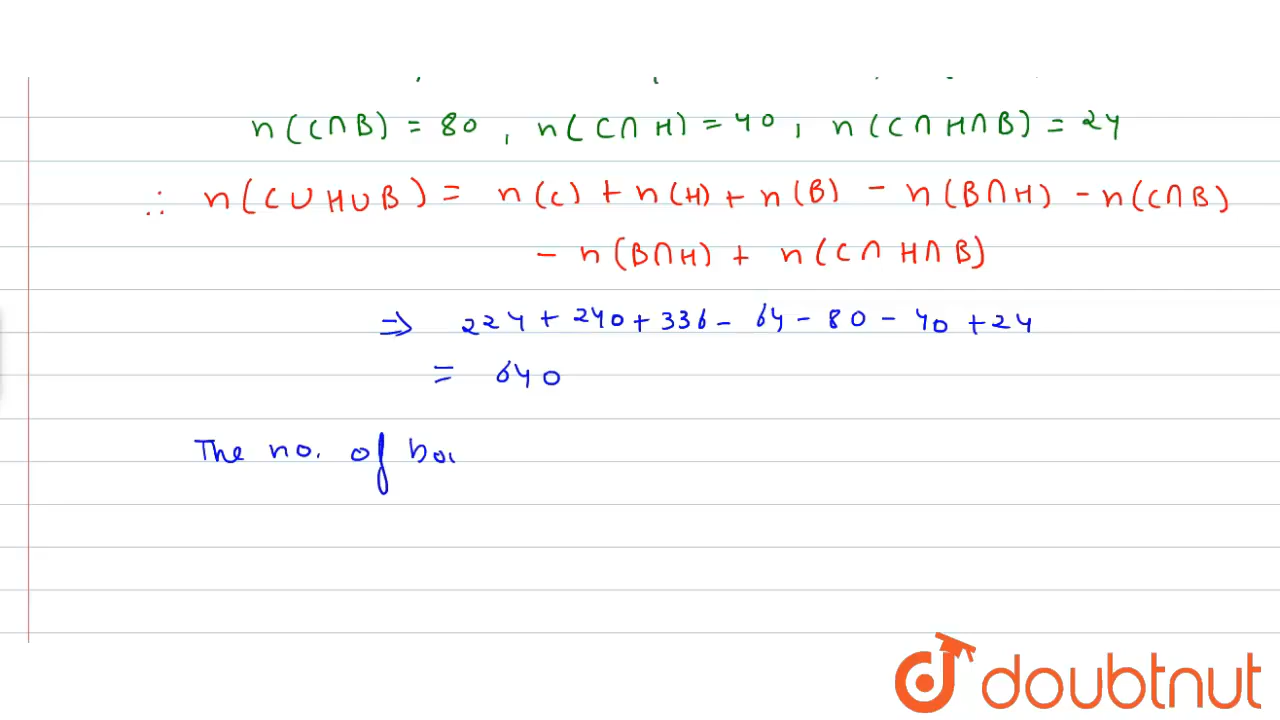 n(C∩B) = 80, n(C∩H) = 40, n(C∩H∩B) = 24
∴ n(C∪H∪B) = n(C) + n(H) + n(B) - n(B∩H) - n(C∩B)
- n(B∩H) + n(C∩H∩B)
⇒ 224 + 240 + 336 - 64 - 80 - 40 + 24
= 640
The no. of
doubtnut